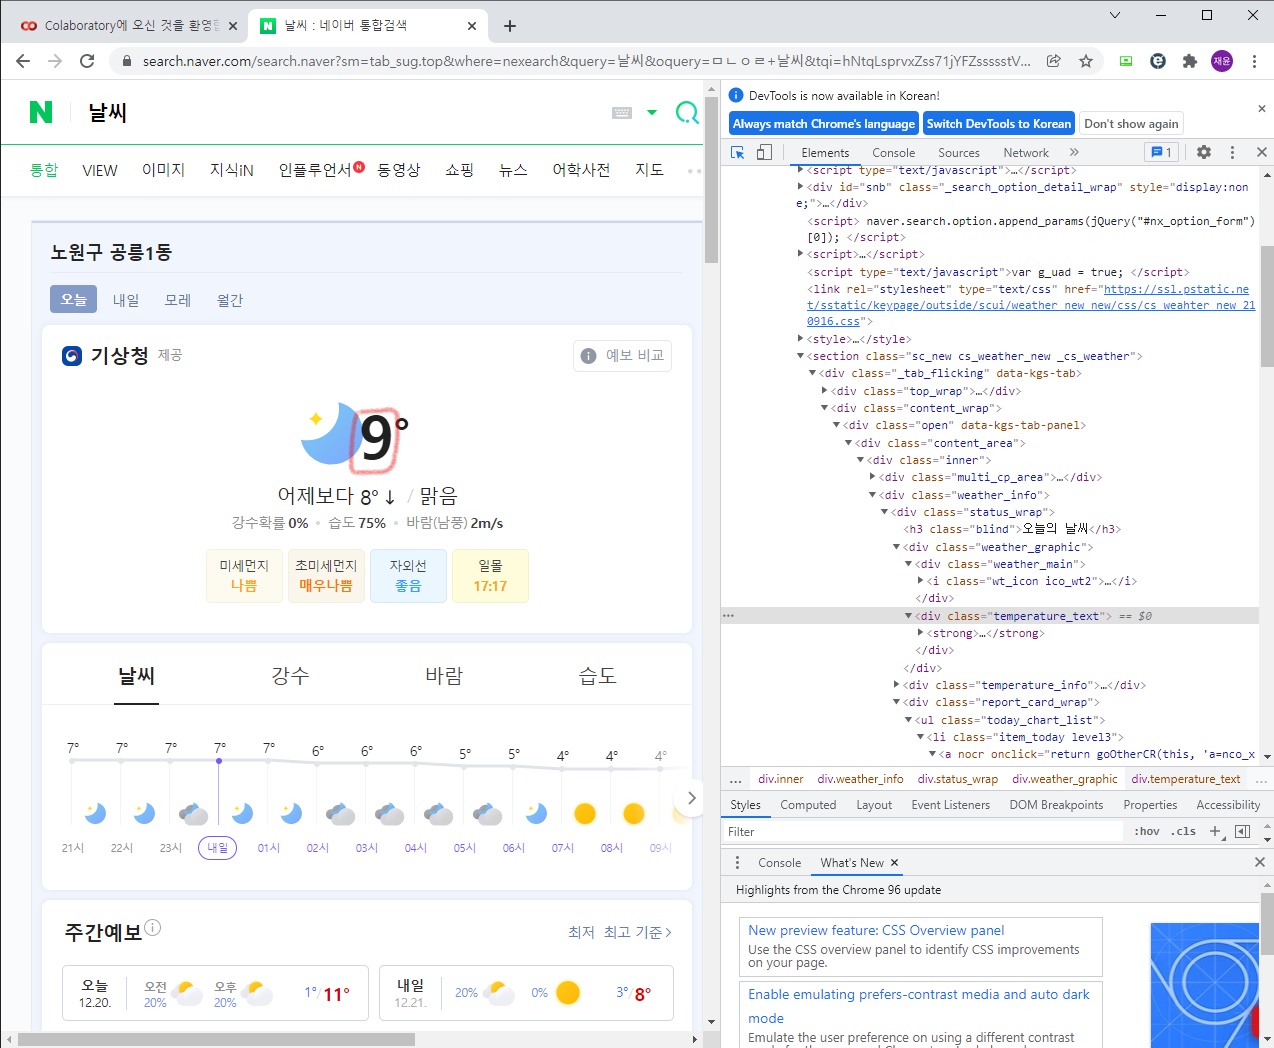 Colaboratory에 오신 것을 환영합
날씨 : 네이버 통합검색
search.naver.com/search.naver?sm=tab_sug.top&where=nexearch&query=날씨&oquery=ㅁㄴㅇㄹ+날씨&tqi=hNtqLsprvxZss71jYFZssssstV...
재윤
N
날씨
통합 VIEW 이미지 지식iN 인플루언서 N 동영상 쇼핑 뉴스 어학사전 지도
노원구 공릉1동
오늘 내일 모레 월간
기상청 제공
예보 비교
9°
어제보다 8°↓ / 맑음
강수확률 0% • 습도 75% • 바람(남풍) 2m/s
미세먼지 초미세먼지 자외선 일몰
나쁨 매우나쁨 좋음 17:17
날씨 강수 바람 습도
7° 7° 7° 7° 7° 6° 6° 6° 5° 5° 4° 4° 4°
21시 22시 23시 내일 01시 02시 03시 04시 05시 06시 07시 08시 09시
주간예보
최저 최고 기준 >
오늘 오전 오후 1°/11°
12.20. 20% 20%
내일 20% 0% 3°/8°
12.21.
DevTools is now available in Korean!
Always match Chrome's language Switch DevTools to Korean Don't show again
Elements Console Sources Network » 1
<script type="text/javascript">…</script>
<div id="snb" class="_search_option_detail_wrap" style="display:non
e;">…</div>
<script> naver.search.option.append_params(jQuery("#nx_option_form")
[0]); </script>
<script>…</script>
<script type="text/javascript">var g_uad = true; </script>
<link rel="stylesheet" type="text/css" href="https://ssl.pstatic.ne
t/sstatic/keypage/outside/scui/weather_new_new/css/cs_weahter_new_21
0916.css">
<style>…</style>
<section class="sc_new cs_weather_new _cs_weather">
<div class="_tab_flicking" data-kgs-tab>
<div class="top_wrap">…</div>
<div class="content_wrap">
<div class="open" data-kgs-tab-panel>
<div class="content_area">
<div class="inner">
<div class="multi_cp_area">…</div>
<div class="weather_info">
<div class="status_wrap">
<h3 class="blind">오늘의 날씨</h3>
<div class="weather_graphic">
<div class="weather_main">
<i class="wt_icon ico_wt2">…</i>
</div>
<div class="temperature_text"> == $0
<strong>…</strong>
</div>
</div>
<div class="temperature_info">…</div>
<div class="report_card_wrap">
<ul class="today_chart_list">
<li class="item_today level3">
<a nocr onclick="return goOtherCR(this, 'a=nco_x
... div.inner div.weather_info div.status_wrap div.weather_graphic div.temperature_text ...
Styles Computed Layout Event Listeners DOM Breakpoints Properties Accessibility
Filter :hov .cls +
Console What's New ×
Highlights from the Chrome 96 update
New preview feature: CSS Overview panel
Use the CSS overview panel to identify CSS improvements
on your page.
Enable emulating prefers-contrast media and auto dark
mode
Emulate the user preference on using a different contrast